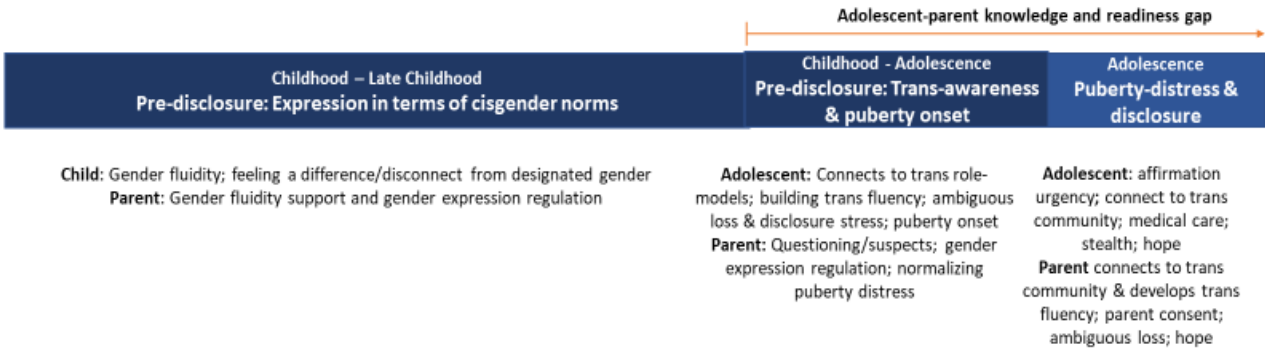 Adolescent-parent knowledge and readiness gap
Childhood – Late Childhood
Pre-disclosure: Expression in terms of cisgender norms
Childhood - Adolescence
Pre-disclosure: Trans-awareness
& puberty onset
Adolescence
Puberty-distress &
disclosure
Child: Gender fluidity; feeling a difference/disconnect from designated gender
Parent: Gender fluidity support and gender expression regulation
Adolescent: Connects to trans role-
models; building trans fluency; ambiguous
loss & disclosure stress; puberty onset
Parent: Questioning/suspects; gender
expression regulation; normalizing
puberty distress
Adolescent: affirmation
urgency; connect to trans
community; medical care;
stealth; hope
Parent connects to trans
community & develops trans
fluency; parent consent;
ambiguous loss; hope